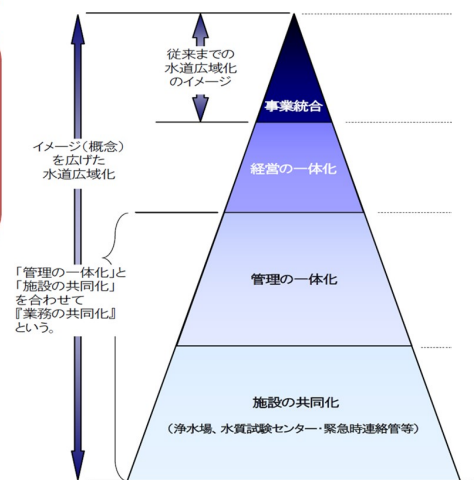 従来までの
水道広域化
のイメージ
事業統合
イメージ（概念）
を広げた
水道広域化
経営の一体化
「管理の一体化」と
「施設の共同化」
を合わせて
『業務の共同化』
という。
管理の一体化
施設の共同化
（浄水場、水質試験センター・緊急時連絡管等）